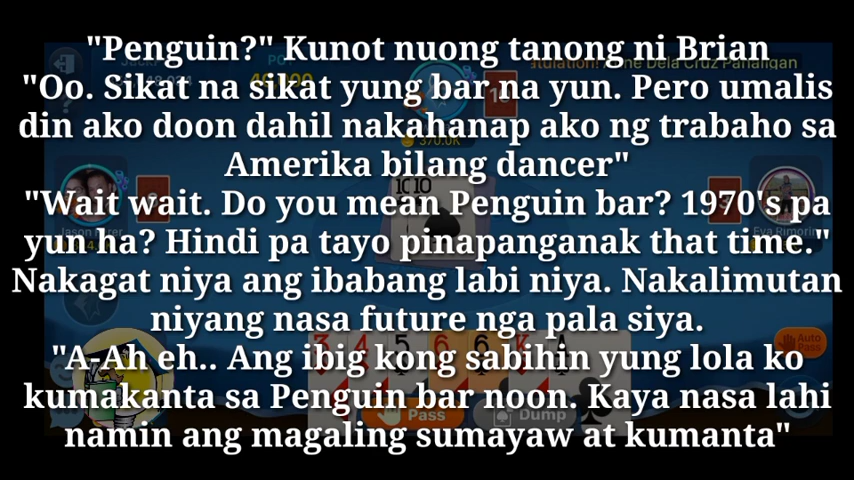 "Penguin?" Kunot nuong tanong ni Brian
"Oo. Sikat na sikat yung bar na yun. Pero umalis
din ako doon dahil nakahanap ako ng trabaho sa
Amerika bilang dancer"
"Wait wait. Do you mean Penguin bar? 1970's pa
yun ha? Hindi pa tayo pinapanganak that time."
Nakagat niya ang ibabang labi niya. Nakalimutan
niyang nasa future nga pala siya.
"A-Ah eh.. Ang ibig kong sabihin yung lola ko
kumakanta sa Penguin bar noon. Kaya nasa lahi
namin ang magaling sumayaw at kumanta"
Auto
Pass
Pass
Dump